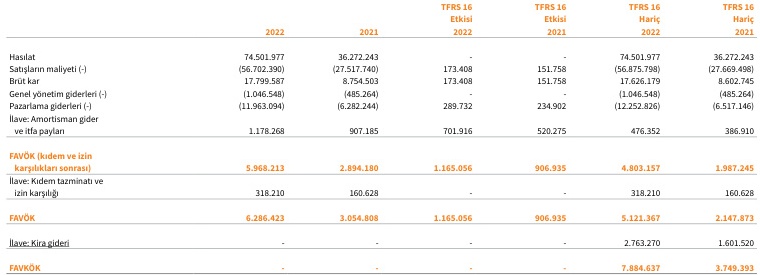 TFRS 16 TFRS 16 TFRS 16 TFRS 16
Etkisi Etkisi Hariç Hariç
2022 2021 2022 2021 2022 2021
Hasılat 74.501.977 36.272.243 - - 74.501.977 36.272.243
Satışların maliyeti (-) (56.702.390) (27.517.740) 173.408 151.758 (56.875.798) (27.669.498)
Brüt kar 17.799.587 8.754.503 173.408 151.758 17.626.179 8.602.745
Genel yönetim giderleri (-) (1.046.548) (485.264) - - (1.046.548) (485.264)
Pazarlama giderleri (-) (11.963.094) (6.282.244) 289.732 234.902 (12.252.826) (6.517.146)
İlave: Amortisman gider
ve itfa payları 1.178.268 907.185 701.916 520.275 476.352 386.910
FAVÖK (kıdem ve izin
karşılıkları sonrası) 5.968.213 2.894.180 1.165.056 906.935 4.803.157 1.987.245
İlave: Kıdem tazminatı ve
izin karşılığı 318.210 160.628 - - 318.210 160.628
FAVÖK 6.286.423 3.054.808 1.165.056 906.935 5.121.367 2.147.873
İlave: Kira gideri - - - - 2.763.270 1.601.520
FAVKÖK - - - - 7.884.637 3.749.393